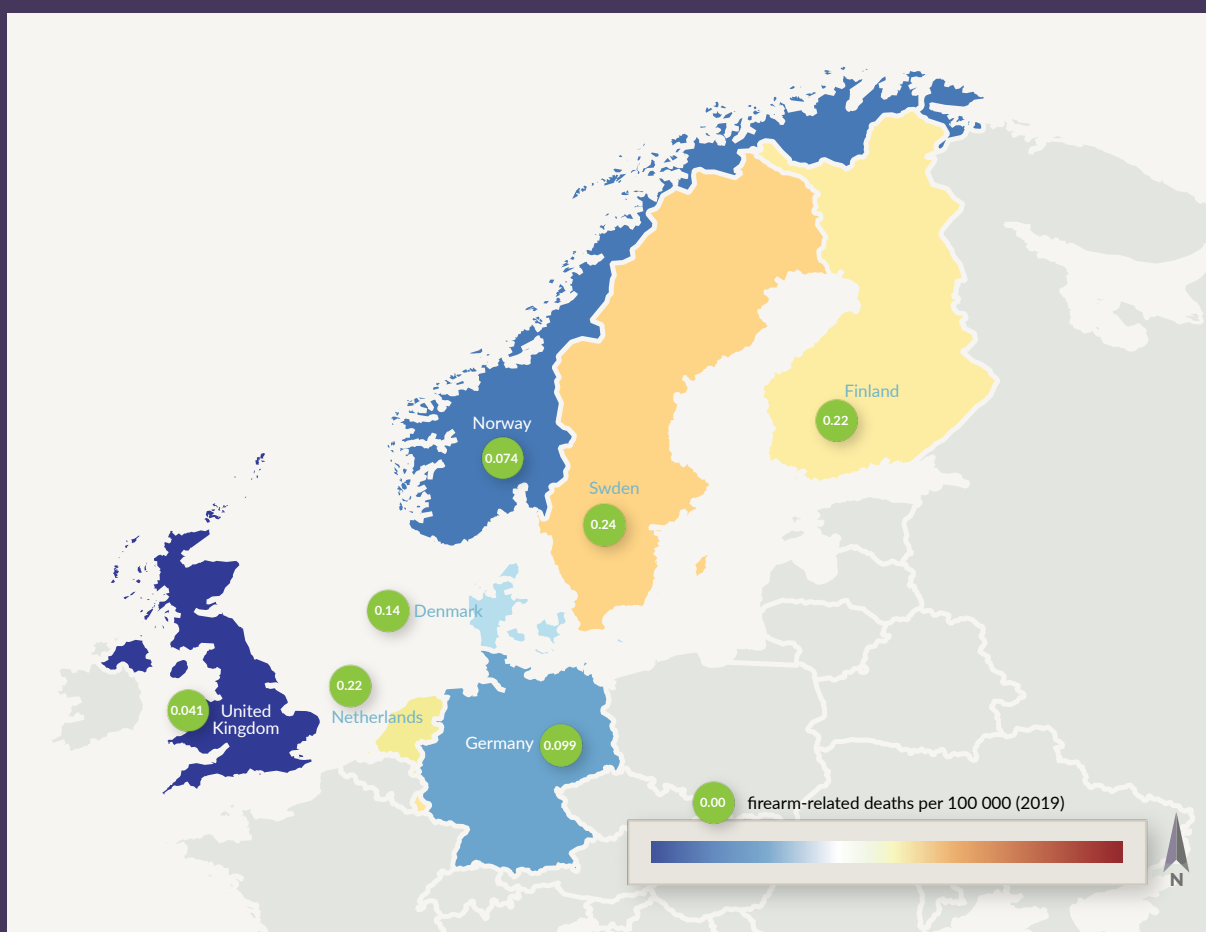 Finland
0.22
Norway
0.074
Swden
0.24
0.14 Denmark
0.22
Netherlands
0.041 United
Kingdom
Germany 0.099
0.00 firearm-related deaths per 100 000 (2019)
N